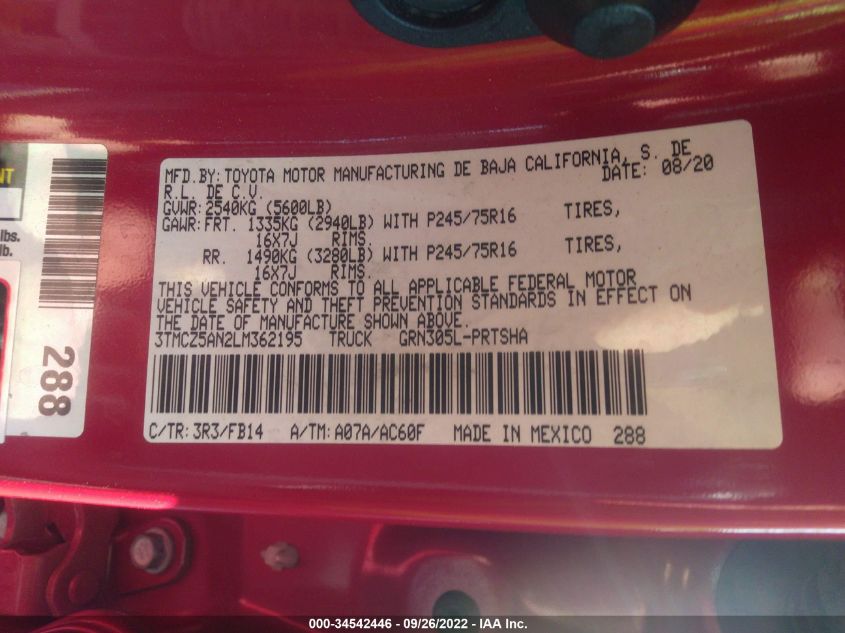 NT
lbs.
lb.
288
MFD.BY: TOYOTA MOTOR MANUFACTURING DE BAJA CALIFORNIA, S. DE
R.L. DE C.V. DATE: 08/20
GVWR: 2540KG (5600LB)
GAWR: FRT. 1335KG (2940LB) WITH P245/75R16 TIRES,
16X7J RIMS.
RR. 1490KG (3280LB) WITH P245/75R16 TIRES,
16X7J RIMS.
THIS VEHICLE CONFORMS TO ALL APPLICABLE FEDERAL MOTOR
VEHICLE SAFETY AND THEFT PREVENTION STANDARDS IN EFFECT ON
THE DATE OF MANUFACTURE SHOWN ABOVE.
3TMCZ5AN2LM362195 TRUCK GRN305L-PRTSHA
C/TR: 3R3/FB14 A/TM: A07A/AC60F MADE IN MEXICO 288
000-34542446 - 09/26/2022 - IAA Inc.